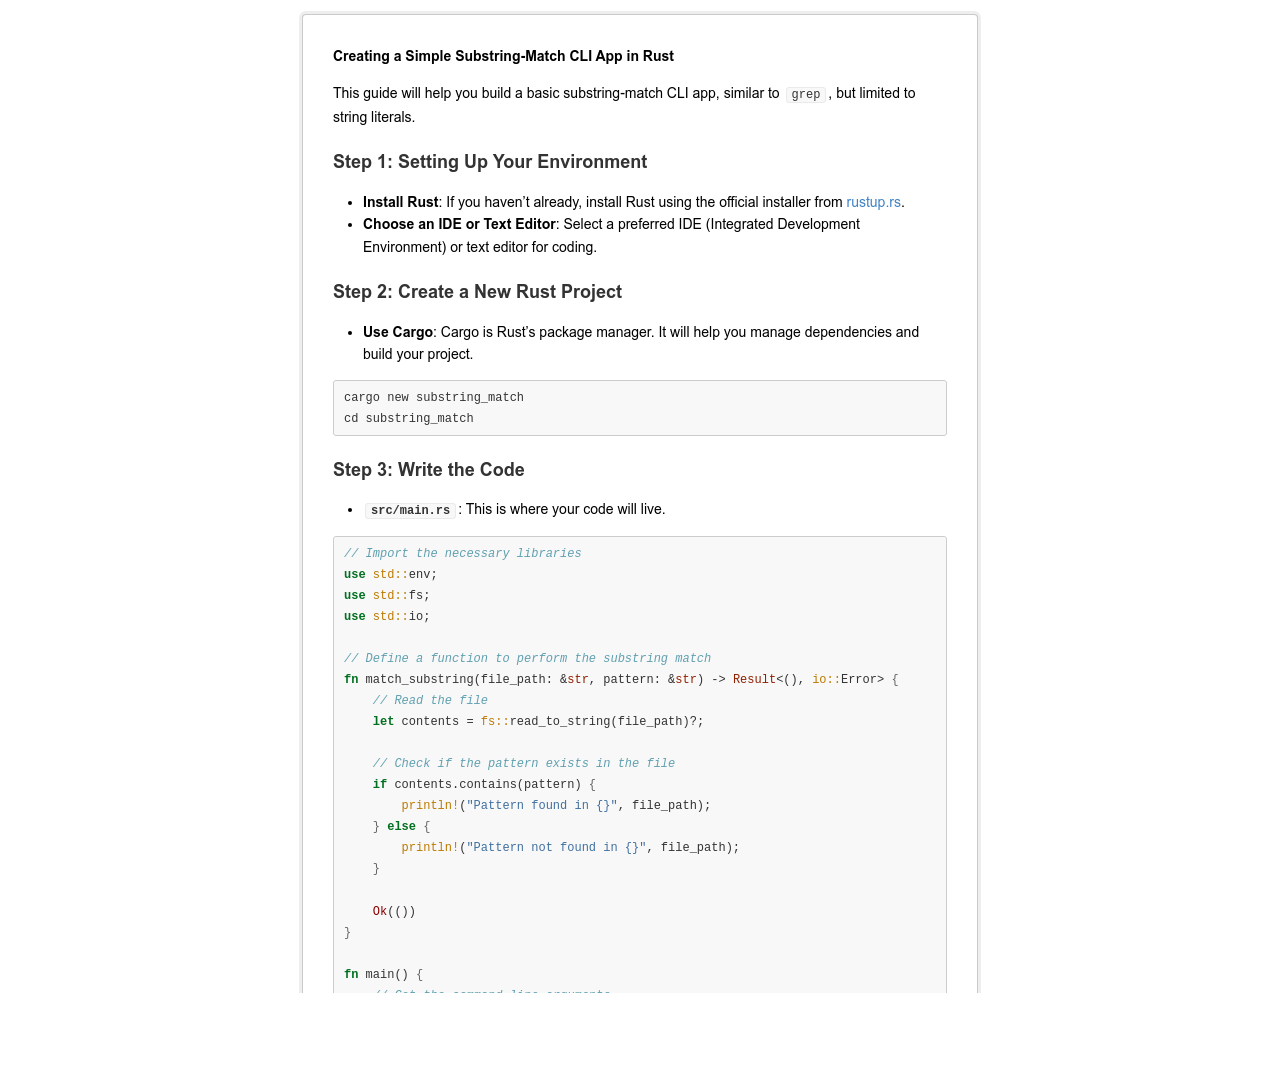 Creating a Simple Substring-Match CLI App in Rust
This guide will help you build a basic substring-match CLI app, similar to grep, but limited to
string literals.
Step 1: Setting Up Your Environment
• Install Rust: If you haven’t already, install Rust using the official installer from rustup.rs.
• Choose an IDE or Text Editor: Select a preferred IDE (Integrated Development
Environment) or text editor for coding.
Step 2: Create a New Rust Project
• Use Cargo: Cargo is Rust’s package manager. It will help you manage dependencies and
build your project.
cargo new substring_match
cd substring_match
Step 3: Write the Code
• src/main.rs: This is where your code will live.
// Import the necessary libraries
use std::env;
use std::fs;
use std::io;
// Define a function to perform the substring match
fn match_substring(file_path: &str, pattern: &str) -> Result<(), io::Error> {
    // Read the file
    let contents = fs::read_to_string(file_path)?;
    // Check if the pattern exists in the file
    if contents.contains(pattern) {
        println!("Pattern found in {}", file_path);
    } else {
        println!("Pattern not found in {}", file_path);
    }
    Ok(())
}
fn main() {
    // Get the command line arguments